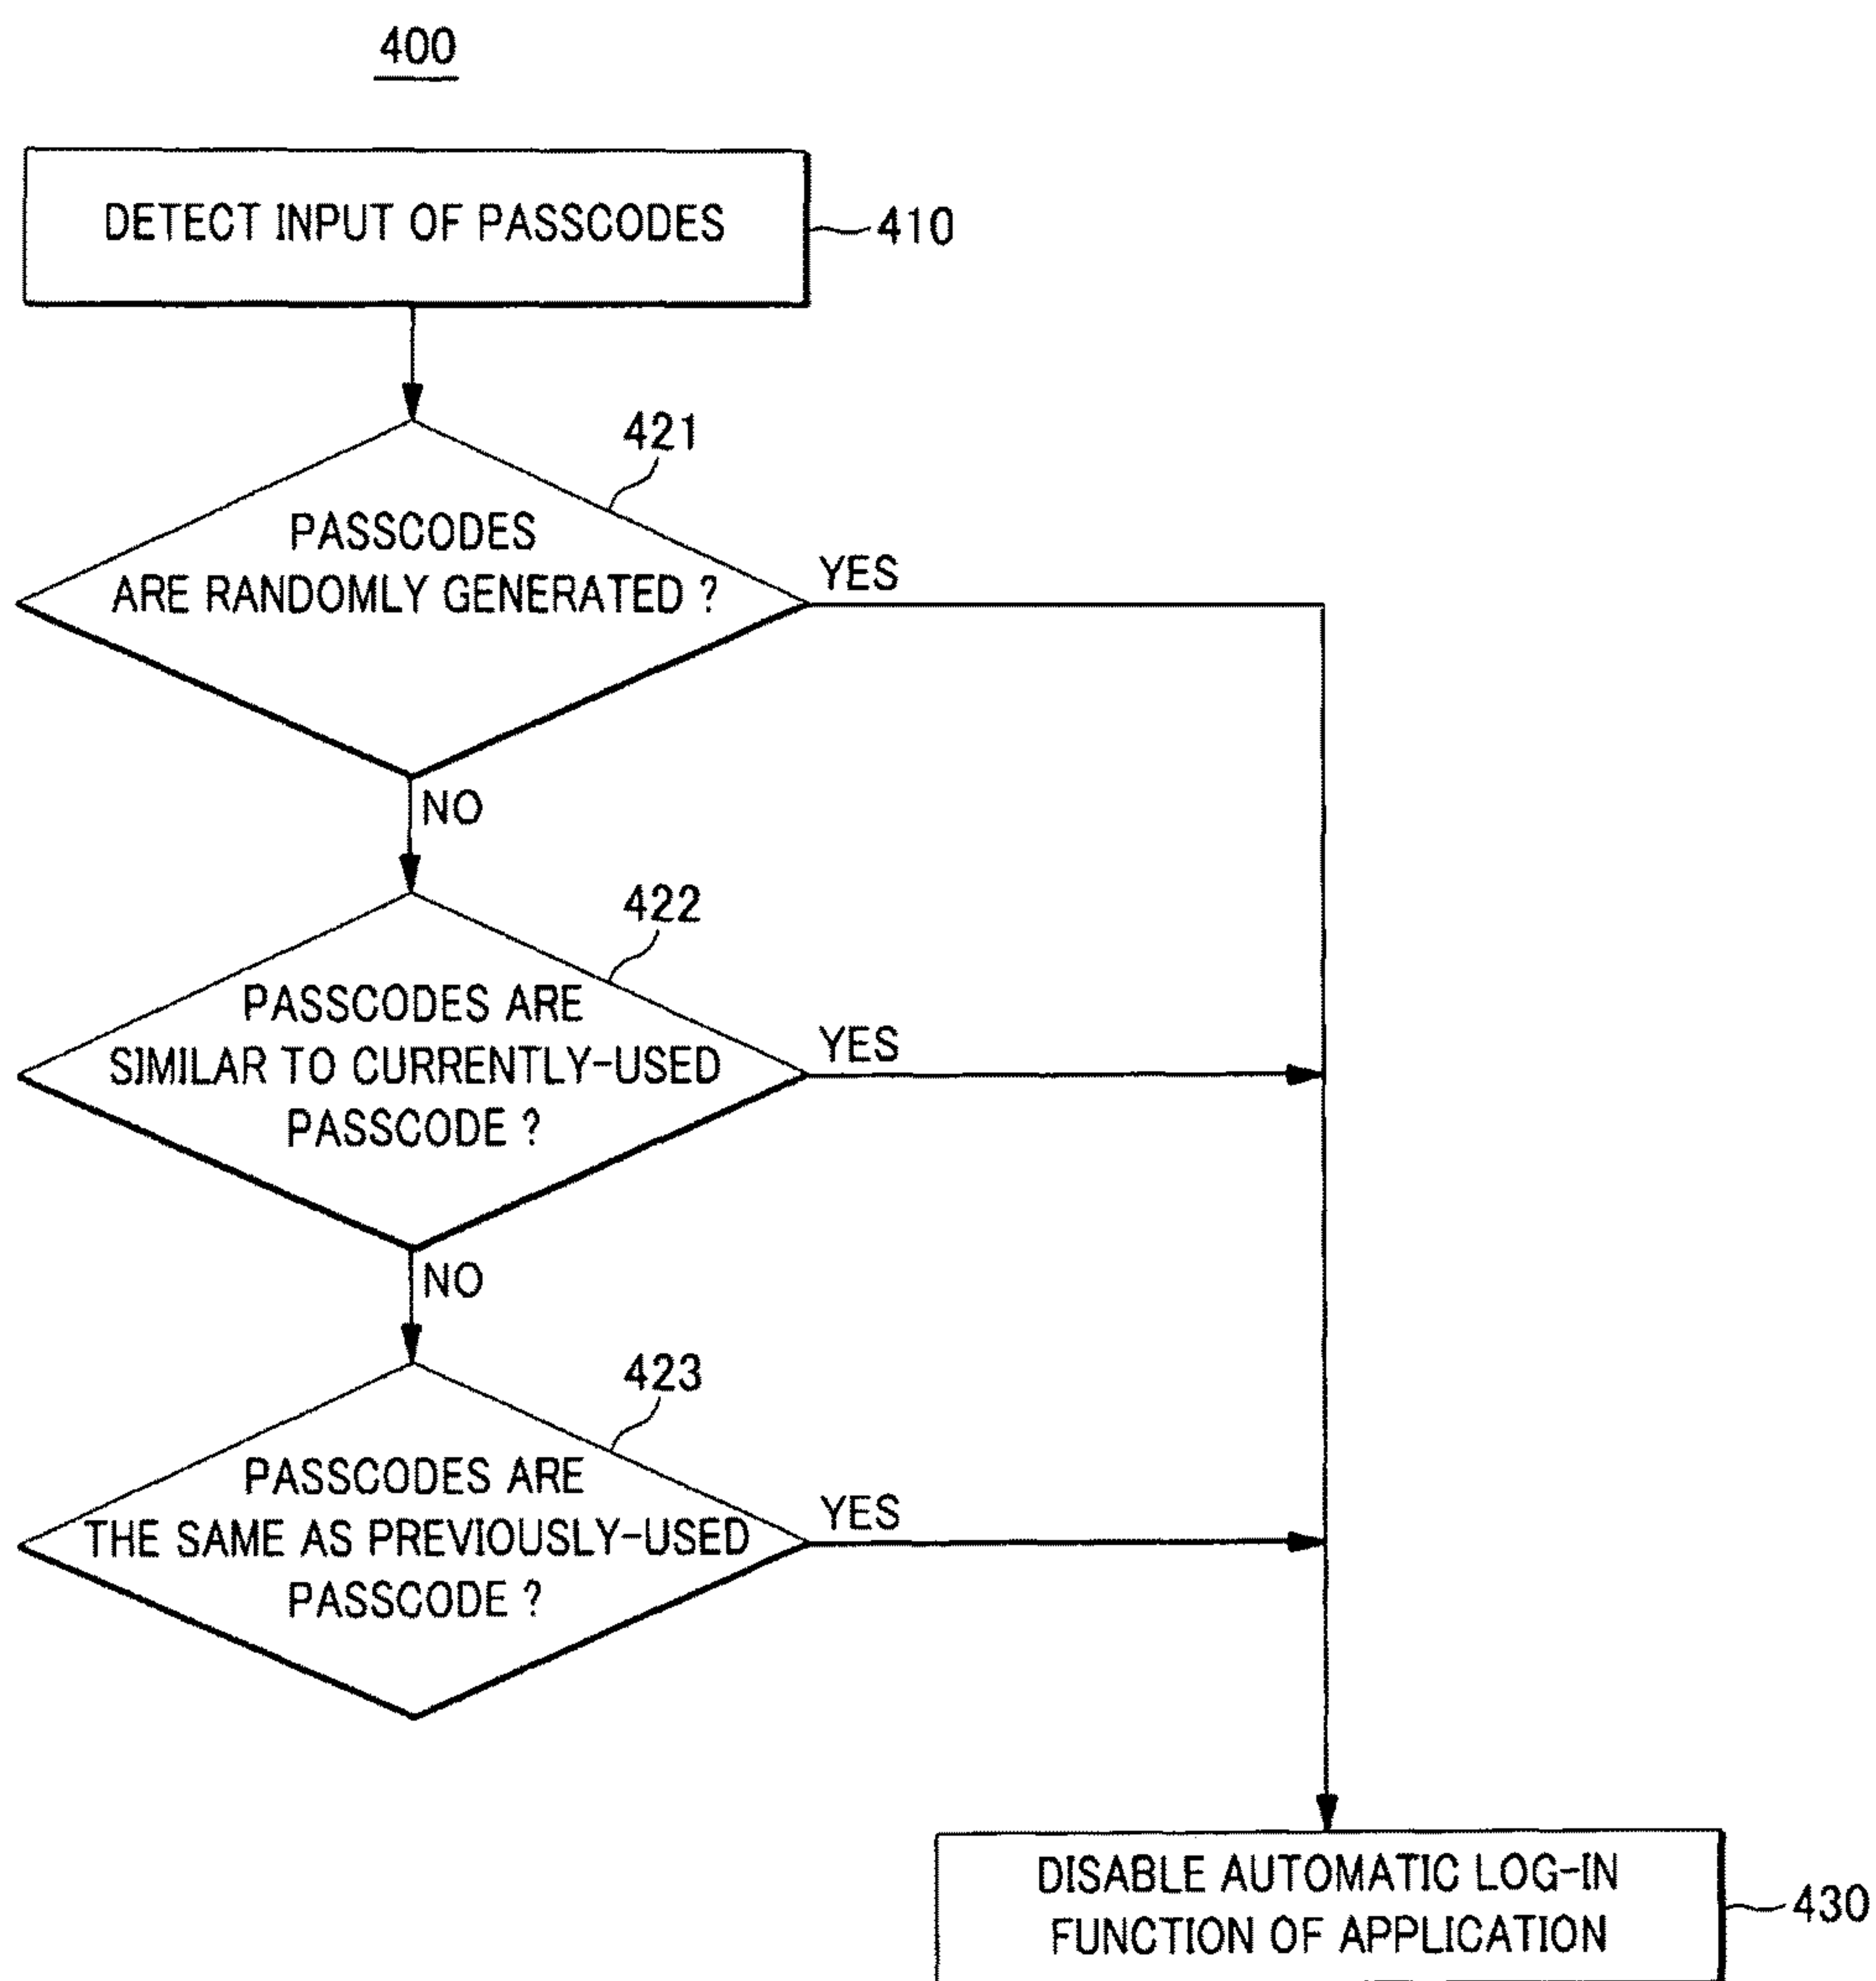 400
DETECT INPUT OF PASSCODES
410
421
PASSCODES
ARE RANDOMLY GENERATED ?
YES
NO
422
PASSCODES ARE
SIMILAR TO CURRENTLY-USED
PASSCODE ?
YES
NO
423
PASSCODES ARE
THE SAME AS PREVIOUSLY-USED
PASSCODE ?
YES
DISABLE AUTOMATIC LOG-IN
FUNCTION OF APPLICATION
430